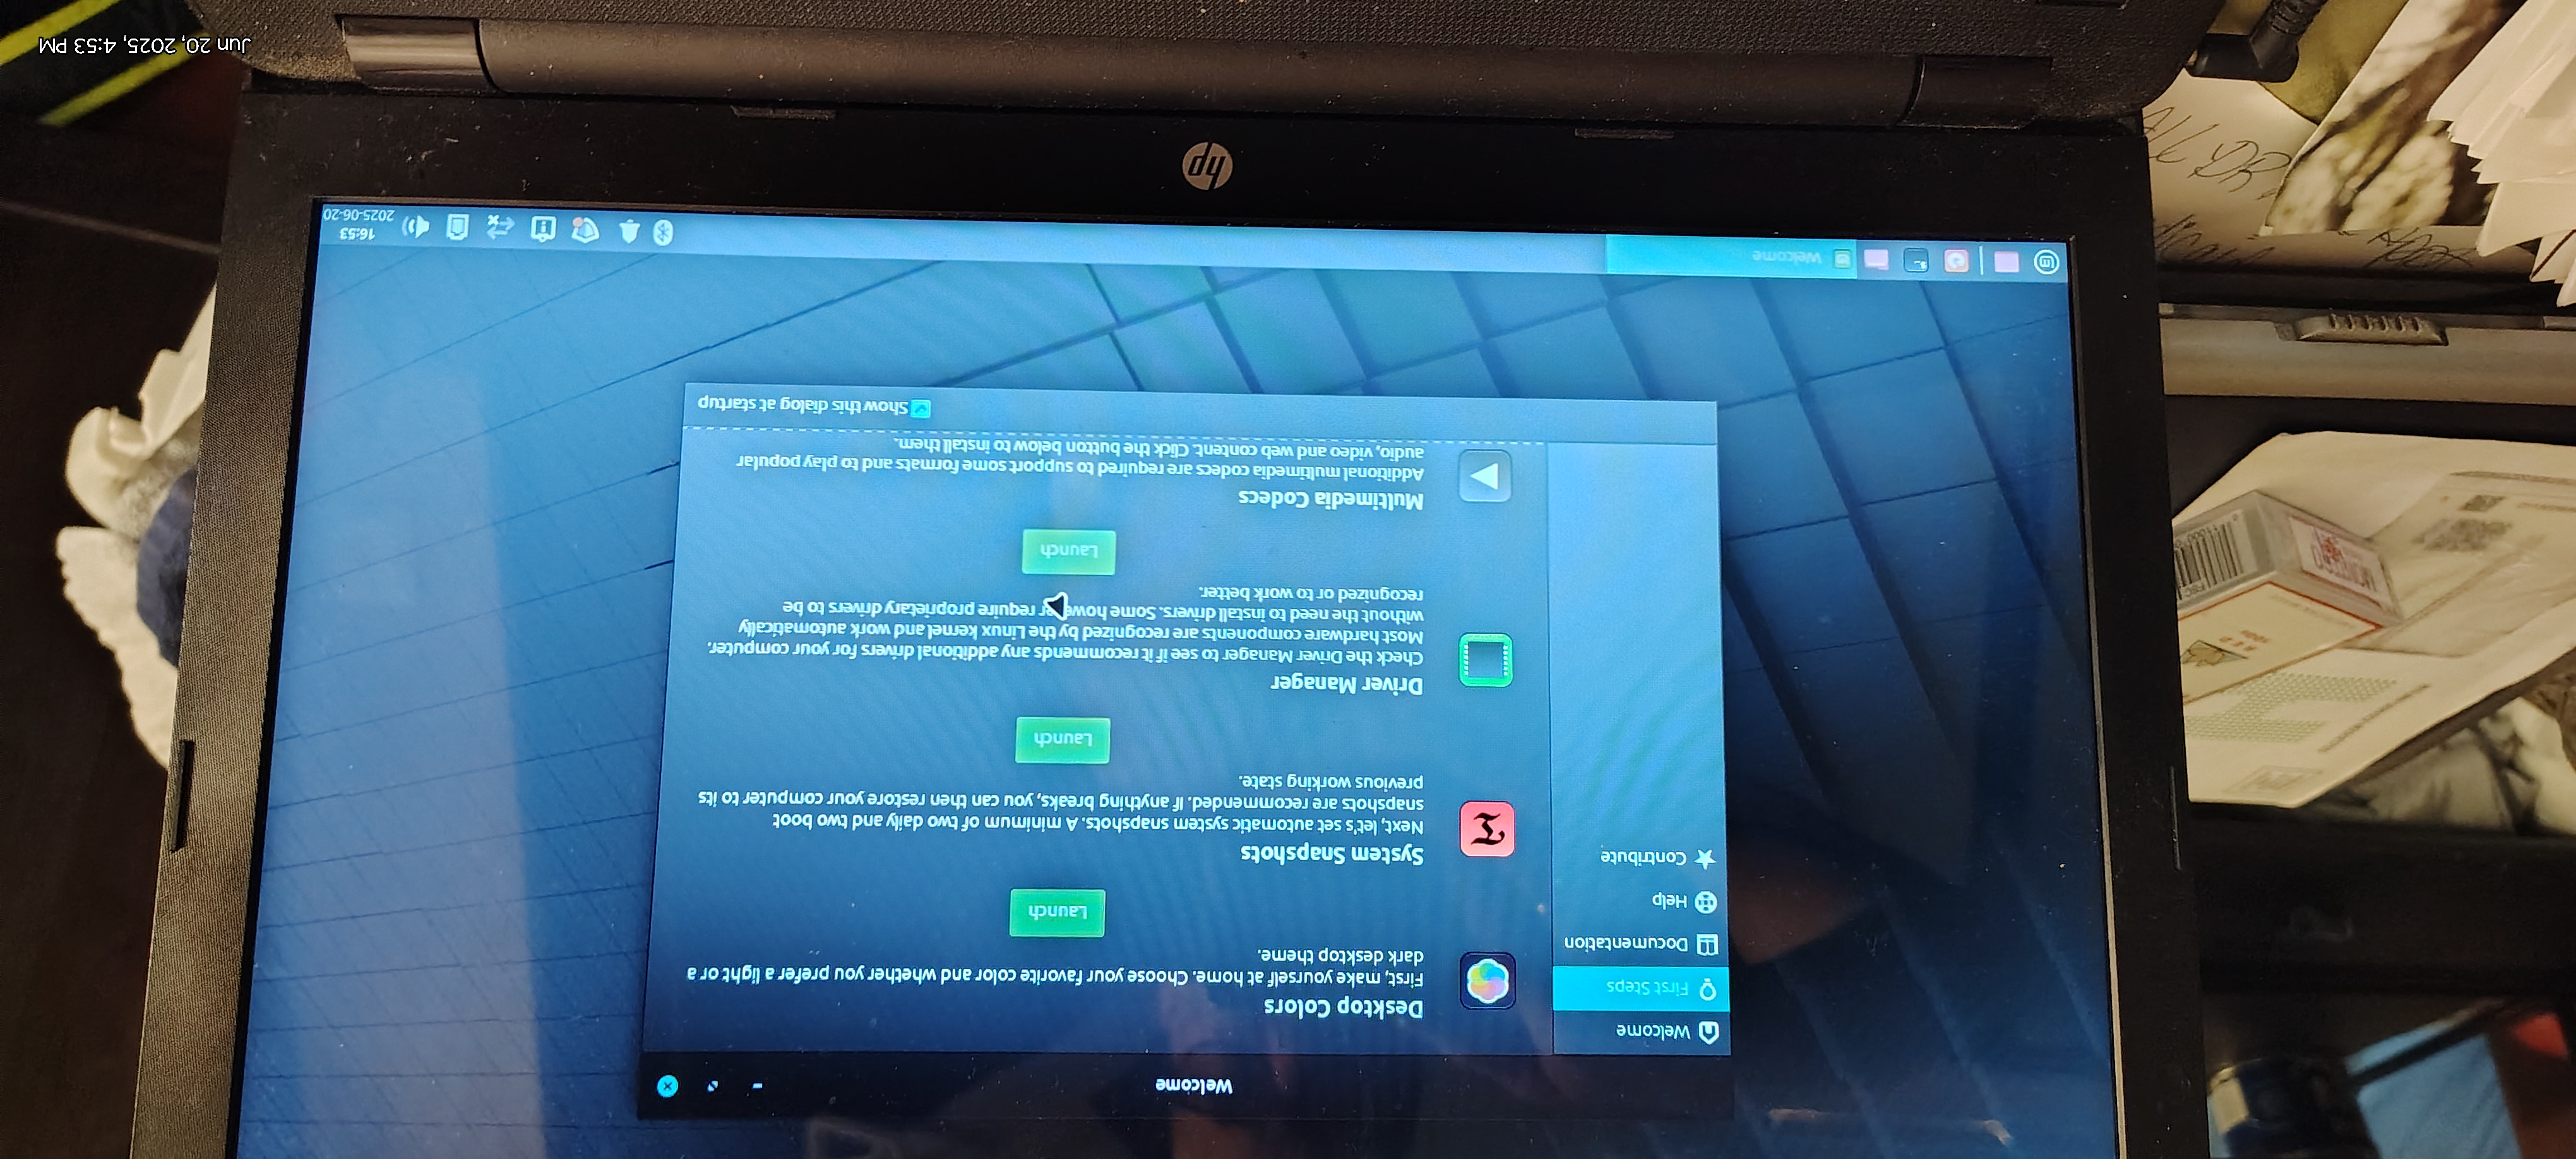 Welcome
Welcome
First Steps
Documentation
Help
Contribute
Desktop Colors
First, make yourself at home. Choose your favorite color and whether you prefer a light or a
dark desktop theme.
Launch
System Snapshots
Next, let's set automatic system snapshots. A minimum of two daily and two boot
snapshots are recommended. If anything breaks, you can then restore your computer to its
previous working state.
Launch
Driver Manager
Check the Driver Manager to see if it recommends any additional drivers for your computer.
Most hardware components are recognized by the Linux kernel and work automatically
without the need to install drivers. Some however require proprietary drivers to be
recognized or to work better.
Launch
Multimedia Codecs
Additional multimedia codecs are required to support some formats and to play popular
audio, video and web content. Click the button below to install them.
Show this dialog at startup
Welcome
16:53
2025-06-20
hp
Jun 20, 2025, 4:53 PM